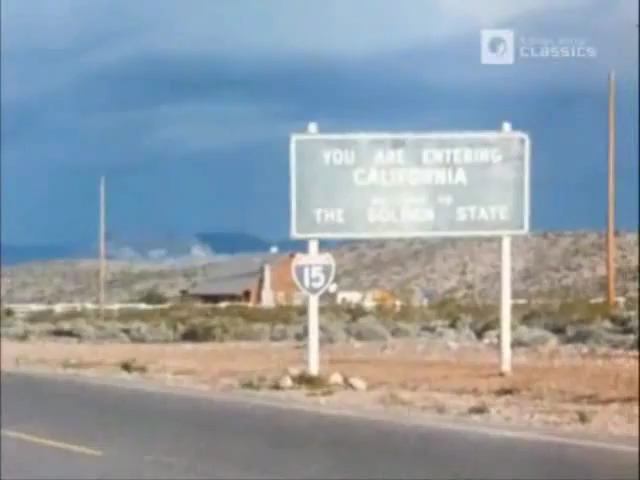 CLASSICS
YOU ARE ENTERING
CALIFORNIA
THE GOLDEN STATE
15